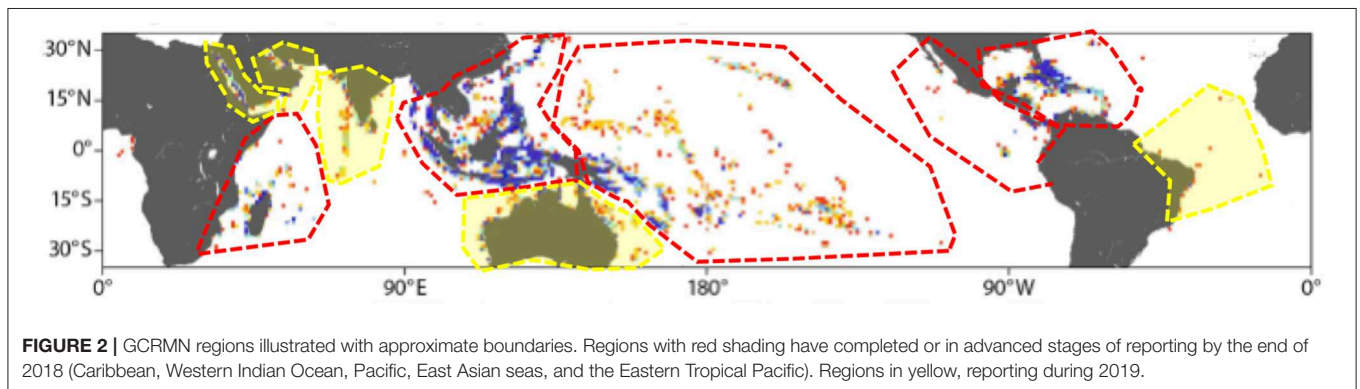 30°N
15°N
0°
15°S
30°S
0° 90°E 180° 90°W 0°
FIGURE 2 | GCRMN regions illustrated with approximate boundaries. Regions with red shading have completed or in advanced stages of reporting by the end of
2018 (Caribbean, Western Indian Ocean, Pacific, East Asian seas, and the Eastern Tropical Pacific). Regions in yellow, reporting during 2019.